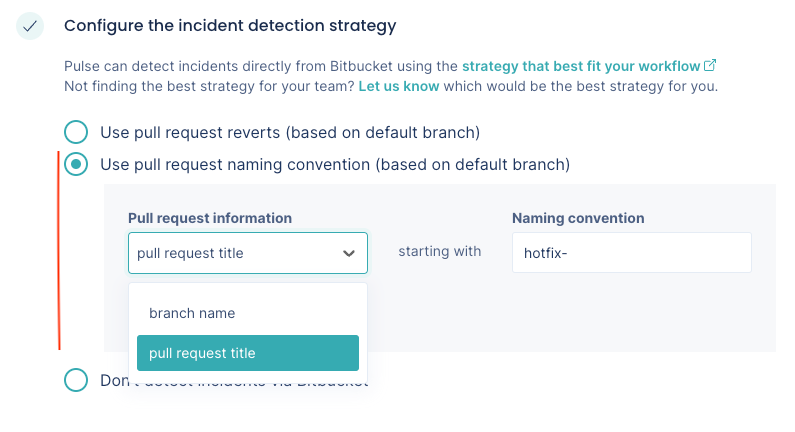 Configure the incident detection strategy
Pulse can detect incidents directly from Bitbucket using the strategy that best fit your workflow
Not finding the best strategy for your team? Let us know which would be the best strategy for you.
Use pull request reverts (based on default branch)
Use pull request naming convention (based on default branch)
Pull request information
Naming convention
pull request title
starting with
hotfix-
branch name
pull request title
Don't detect incidents via Bitbucket